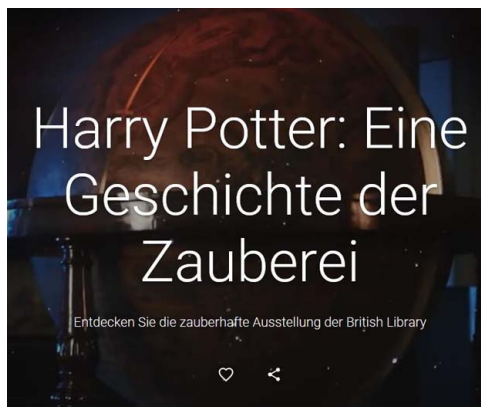 Harry Potter: Eine
Geschichte der
Zauberei
Entdecken Sie die zauberhafte Ausstellung der British Library